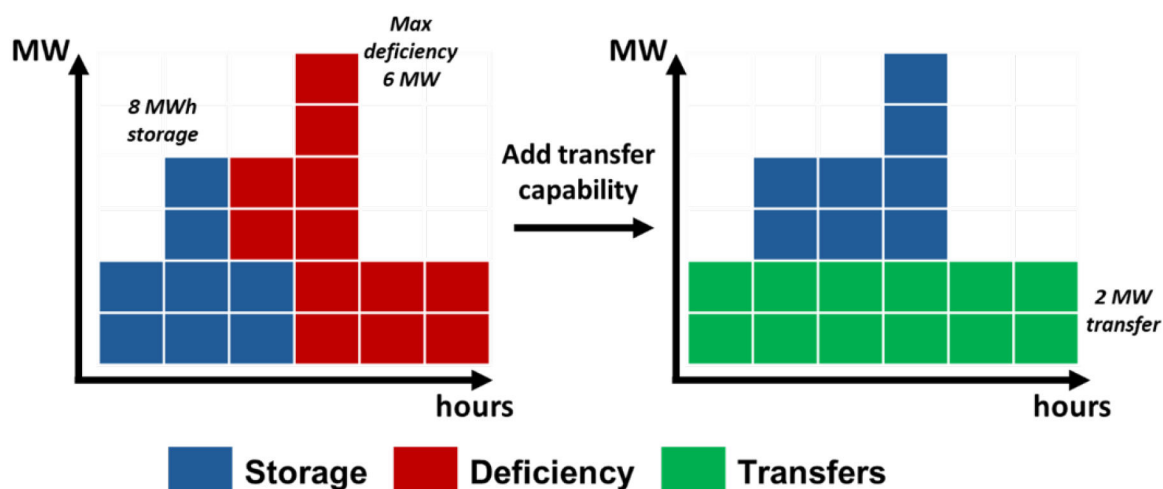 MW
8 MWh
storage
Max
deficiency
6 MW
hours
Add transfer
capability
MW
2 MW
transfer
hours
Storage
Deficiency
Transfers